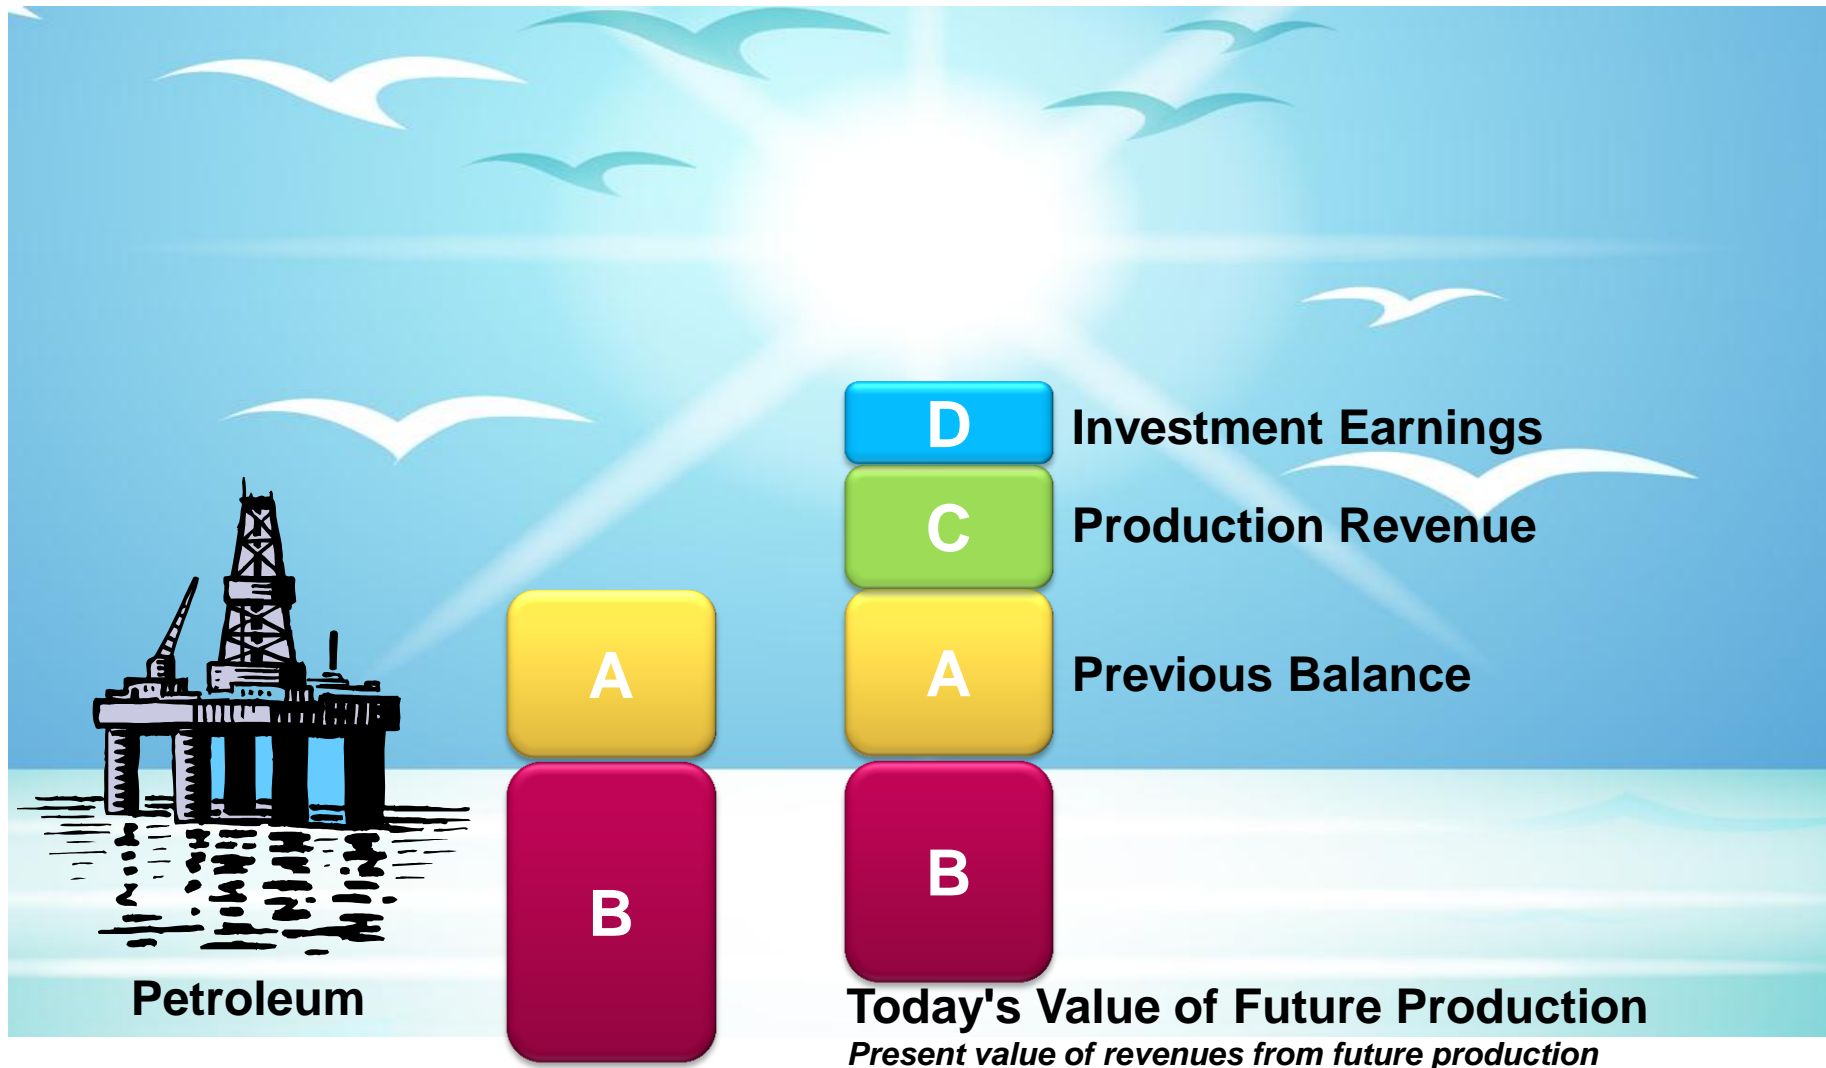 D
Investment Earnings
C
Production Revenue
A
A
Previous Balance
B
B
Petroleum
Today's Value of Future Production
Present value of revenues from future production